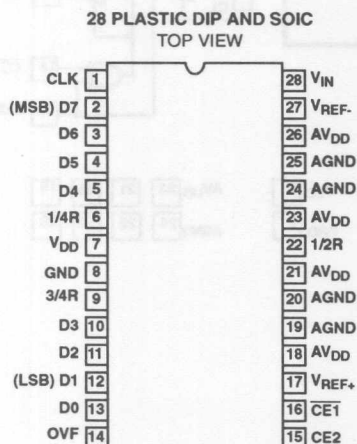 28 PLASTIC DIP AND SOIC
TOP VIEW
CLK 1
(MSB) D7 2
D6 3
D5 4
D4 5
1/4R 6
VDD 7
GND 8
3/4R 9
D3 10
D2 11
(LSB) D1 12
D0 13
OVF 14
28 VIN
27 VREF-
26 AVDD
25 AGND
24 AGND
23 AVDD
22 1/2R
21 AVDD
20 AGND
19 AGND
18 AVDD
17 VREF+
16 CE1
15 CE2